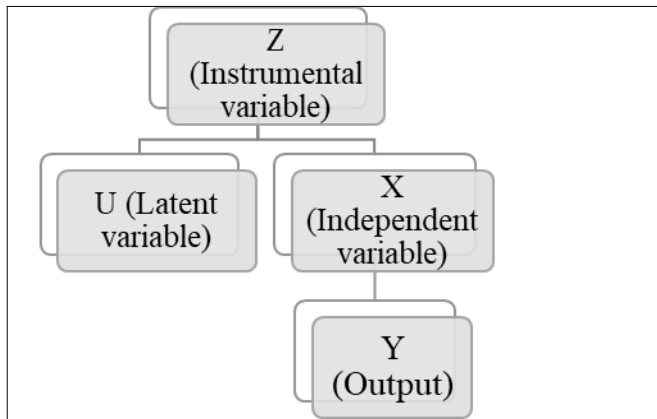 Z
(Instrumental
variable)
U (Latent
variable)
X
(Independent
variable)
Y
(Output)